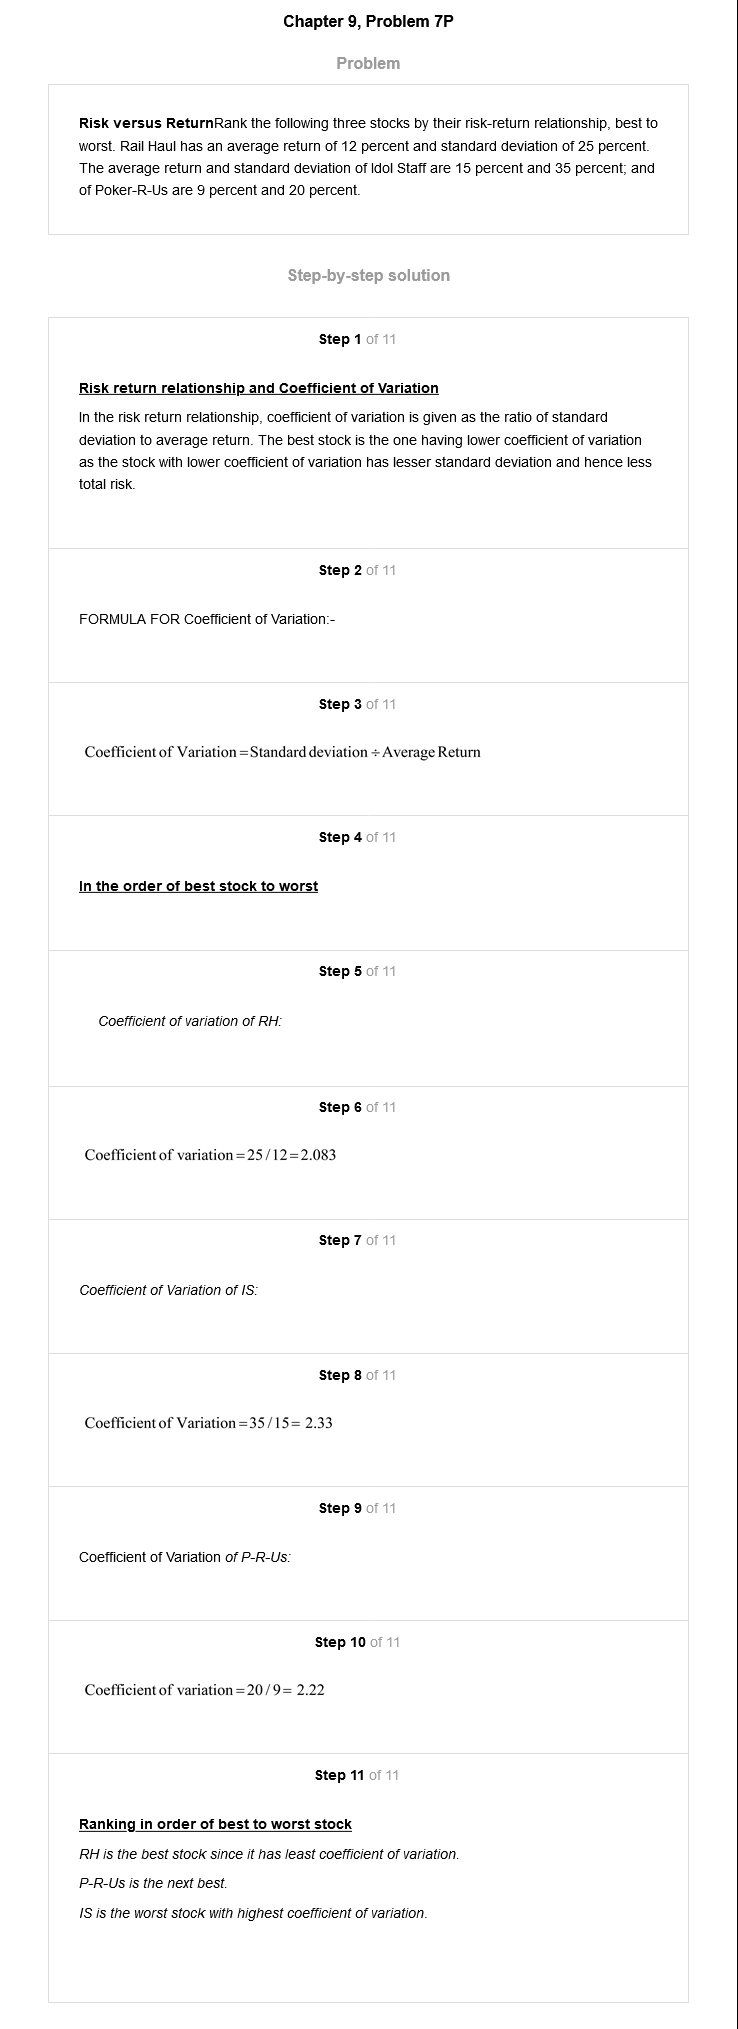 Chapter 9, Problem 7P
Problem
Risk versus ReturnRank the following three stocks by their risk-return relationship, best to
worst. Rail Haul has an average return of 12 percent and standard deviation of 25 percent.
The average return and standard deviation of Idol Staff are 15 percent and 35 percent; and
of Poker-R-Us are 9 percent and 20 percent.
Step-by-step solution
Step 1 of 11
Risk return relationship and Coefficient of Variation
In the risk return relationship, coefficient of variation is given as the ratio of standard
deviation to average return. The best stock is the one having lower coefficient of variation
as the stock with lower coefficient of variation has lesser standard deviation and hence less
total risk.
Step 2 of 11
FORMULA FOR Coefficient of Variation:-
Step 3 of 11
Coefficient of Variation = Standard deviation ÷ Average Return
Step 4 of 11
In the order of best stock to worst
Step 5 of 11
Coefficient of variation of RH:
Step 6 of 11
Coefficient of variation = 25 / 12 = 2.083
Step 7 of 11
Coefficient of Variation of IS:
Step 8 of 11
Coefficient of Variation = 35 / 15 = 2.33
Step 9 of 11
Coefficient of Variation of P-R-Us:
Step 10 of 11
Coefficient of variation = 20 / 9 = 2.22
Step 11 of 11
Ranking in order of best to worst stock
RH is the best stock since it has least coefficient of variation.
P-R-Us is the next best.
IS is the worst stock with highest coefficient of variation.